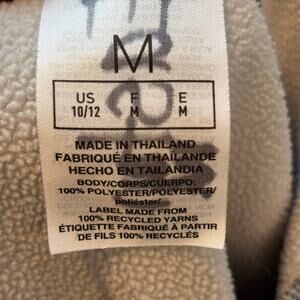 M
US F E
10/12 M M
MADE IN THAILAND
FABRIQUÉ EN THAÏLANDE
HECHO EN TAILANDIA
BODY/CORPS/CUERPO:
100% POLYESTER/POLYESTER/
poliéster/
LABEL MADE FROM
100% RECYCLED YARNS
ÉTIQUETTE FABRIQUÉ À PARTIR
DE FILS 100% RECYCLÉS